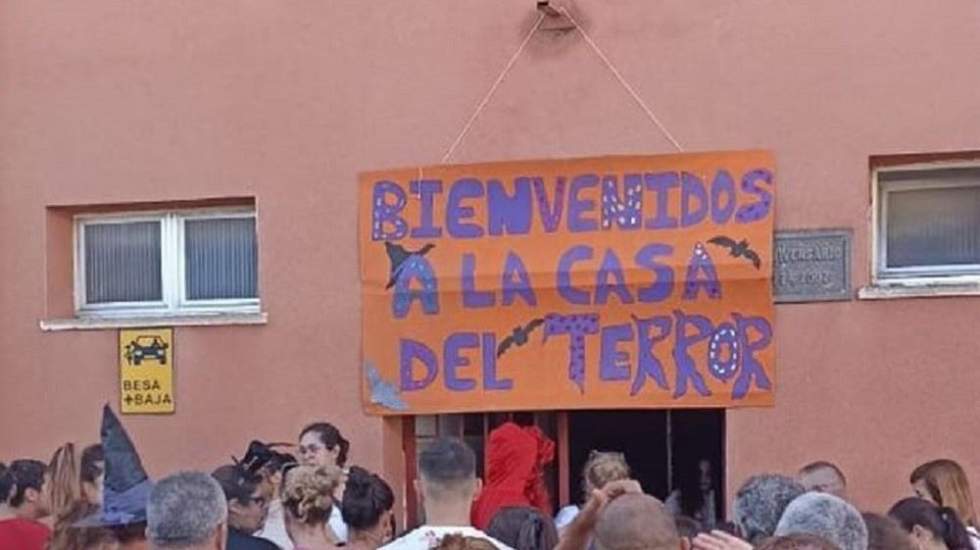 BIENVENIDOS
A LA CASA
DEL TERROR
BESA
+BAJA